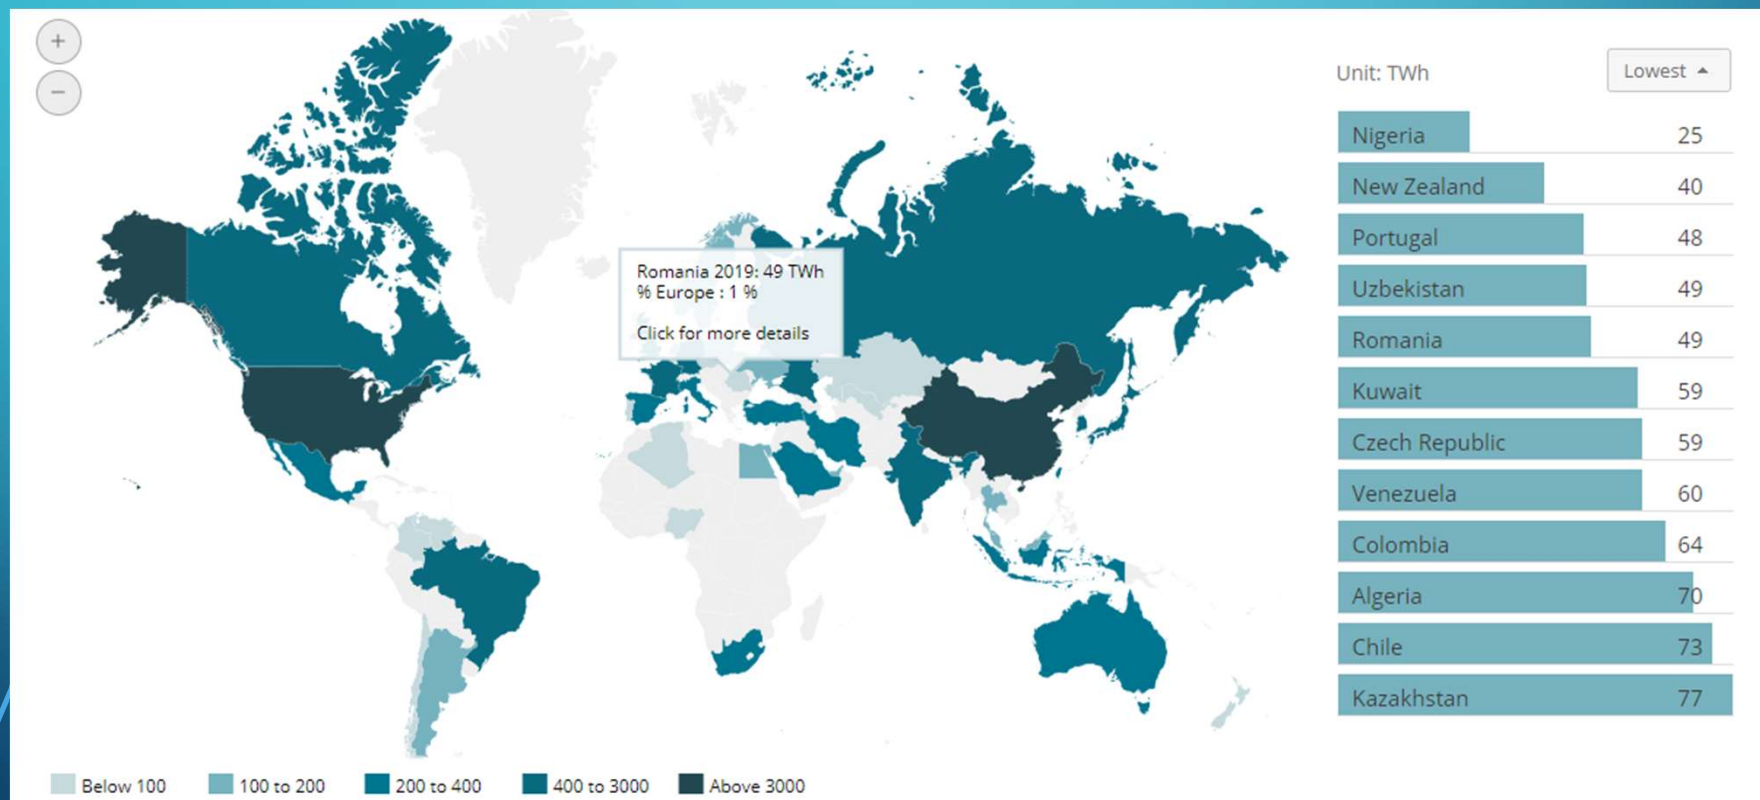 +
−
Romania 2019: 49 TWh
% Europe : 1 %
Click for more details
Below 100
100 to 200
200 to 400
400 to 3000
Above 3000
Unit: TWh
Lowest
Nigeria 25
New Zealand 40
Portugal 48
Uzbekistan 49
Romania 49
Kuwait 59
Czech Republic 59
Venezuela 60
Colombia 64
Algeria 70
Chile 73
Kazakhstan 77